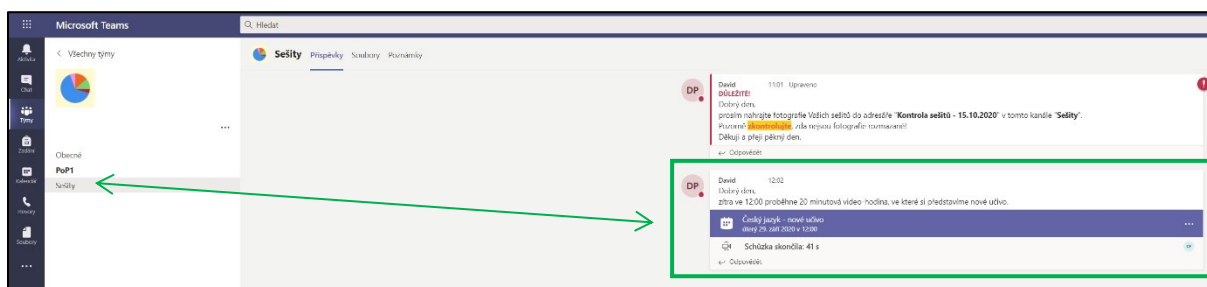 Microsoft Teams
Hledat
Aktivita
Chat
Týmy
Zadání
Kalendář
Hovory
Soubory
Všechny týmy
Obecné
PoP1
Sešity
Sešity Příspěvky Soubory Poznámky
DP
David 11:01 Upraveno
DŮLEŽITÉ!
Dobrý den,
prosím nahrajte fotografie Vašich sešitů do adresáře "Kontrola sešitů - 15.10.2020" v tomto kanále "Sešity".
Pozorně zkontrolujte, zda nejsou fotografie rozmazané!
Děkuji a přeji pěkný den.
Odpovědět
DP
David 12:02
Dobrý den,
zítra ve 12:00 proběhne 20 minutová video-hodina, ve které si představíme nové učivo.
Český jazyk - nové učivo
úterý 29. září 2020 v 12:00
Schůzka skončila: 41 s
Odpovědět